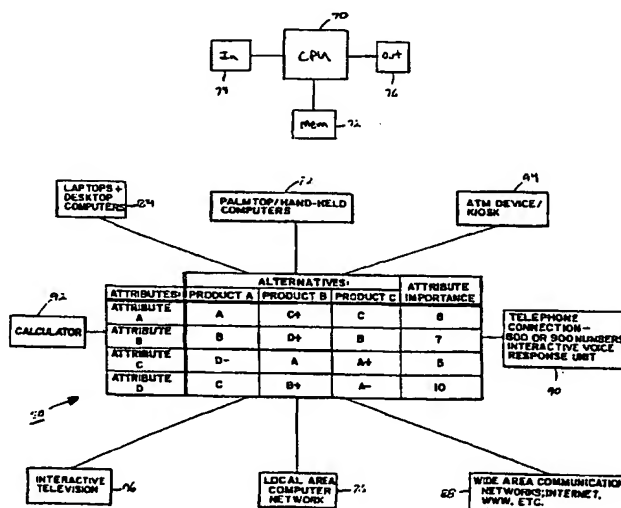 70
In
CPU
out
74
76
mem
72
LAPTOPS +
DESKTOP
COMPUTERS
84
PALMTOP/HAND-HELD
COMPUTERS
94
ATM DEVICE/
KIOSK
92
CALCULATOR
ALTERNATIVES:
ATTRIBUTES: PRODUCT A PRODUCT B PRODUCT C ATTRIBUTE IMPORTANCE
ATTRIBUTE A A C+ C 8
ATTRIBUTE B B D+ B 7
ATTRIBUTE C D- A A+ 5
ATTRIBUTE D C B+ A- 10
TELEPHONE
CONNECTION-
800 OR 900 NUMBERS
INTERACTIVE VOICE
RESPONSE UNIT
90
INTERACTIVE
TELEVISION
LOCAL AREA
COMPUTER
NETWORK
88
WIDE AREA COMMUNICATION
NETWORKS; INTERNET,
WWW, ETC.